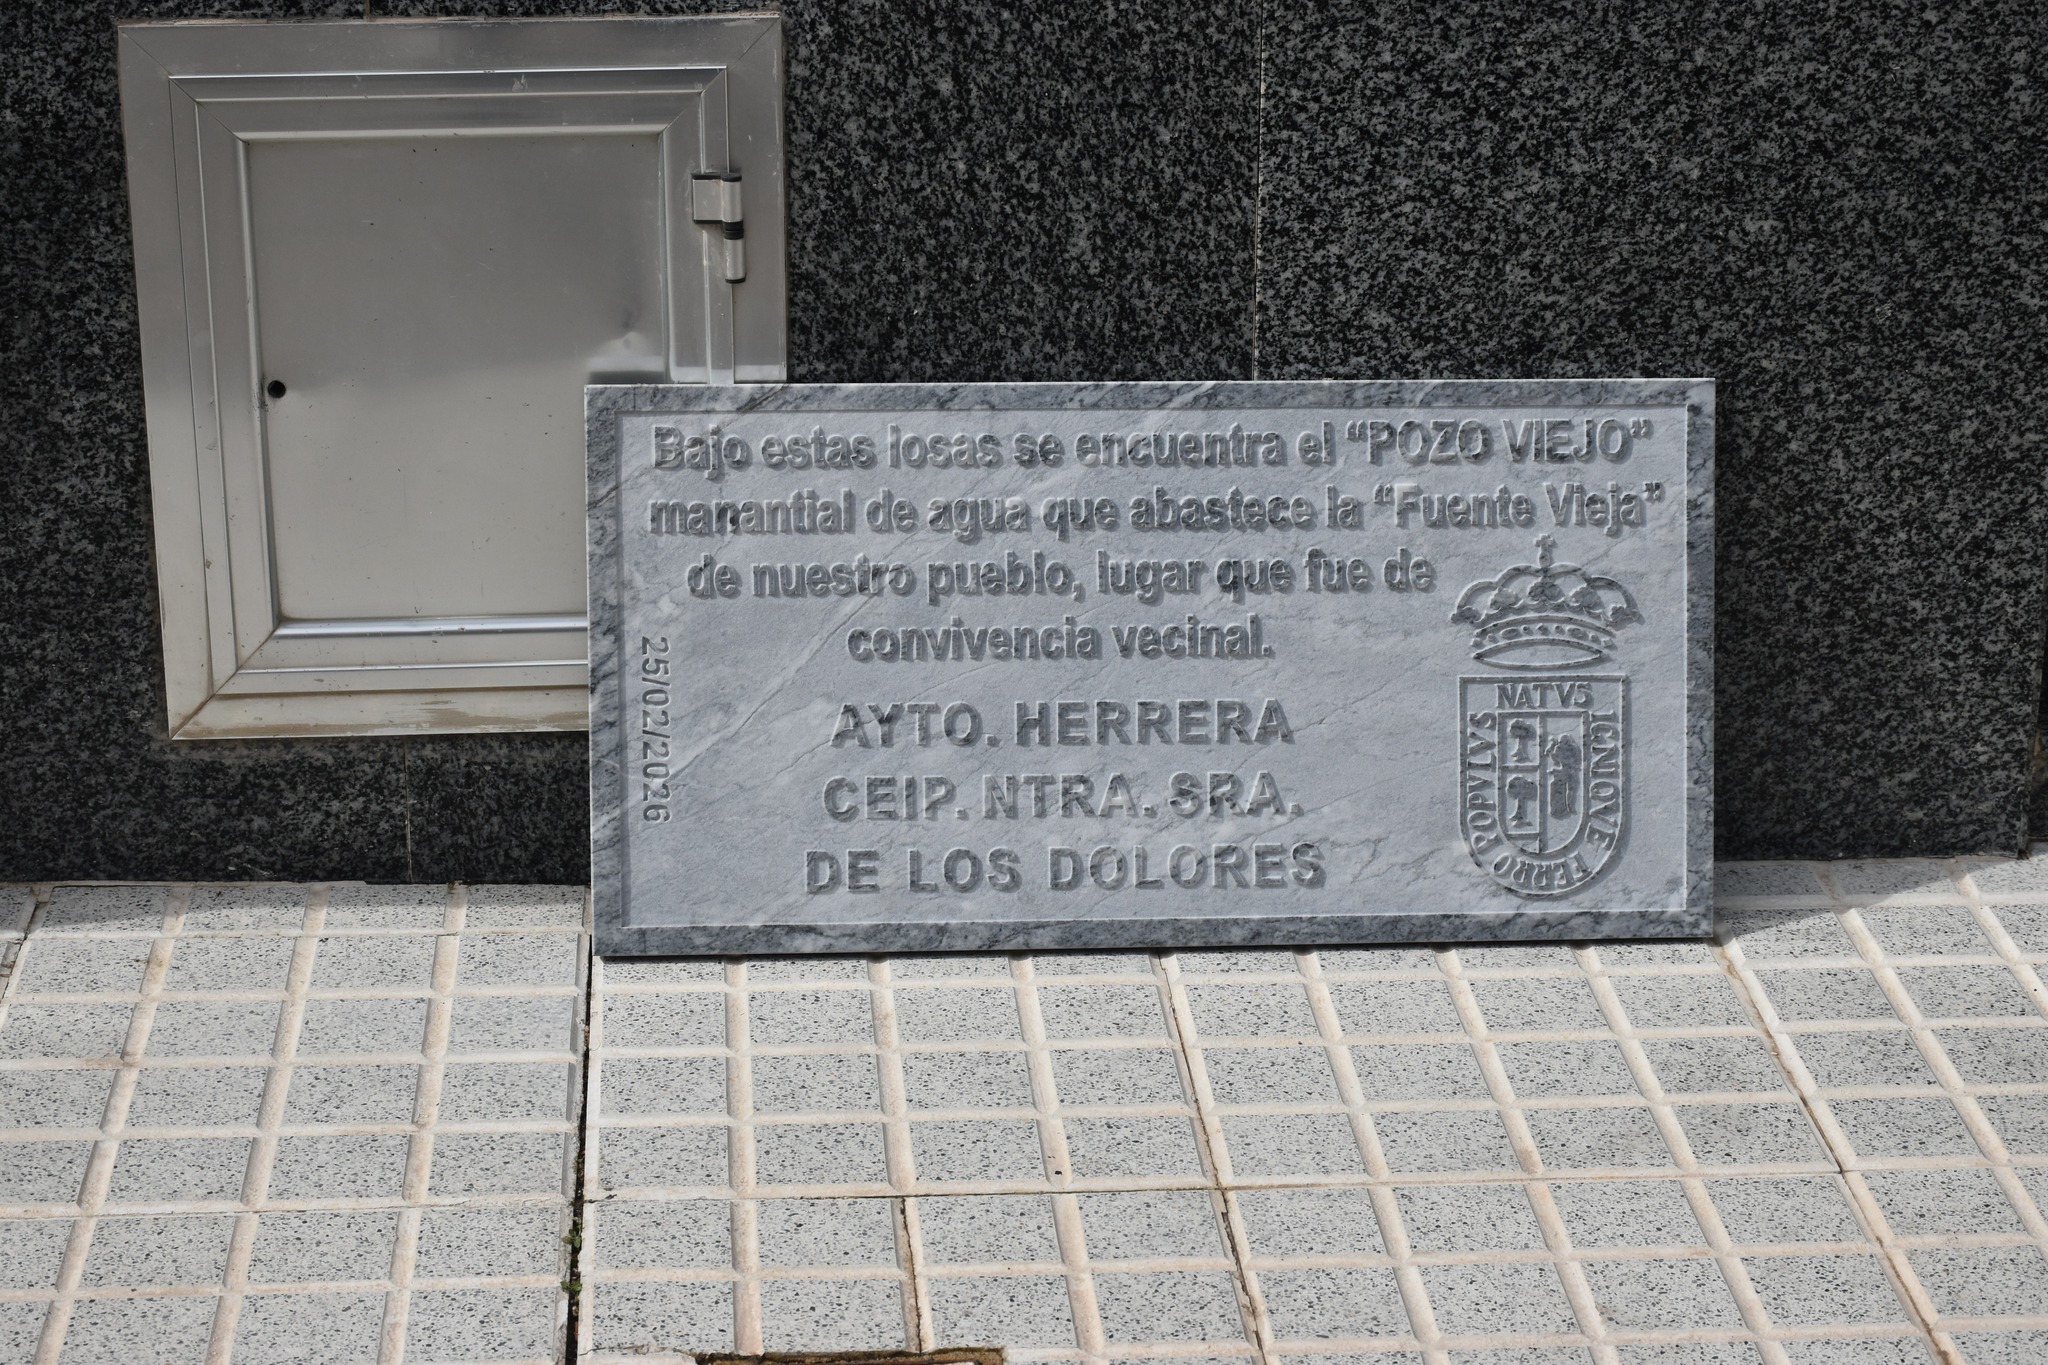 Bajo estas losas se encuentra el “POZO VIEJO”
manantial de agua que abastece la “Fuente Vieja”
de nuestro pueblo, lugar que fue de
convivencia vecinal.
AYTO. HERRERA
CEIP. NTRA. SRA.
DE LOS DOLORES
25/02/2026
NATVS
IGNIQVE
FERRO
POPVLVS